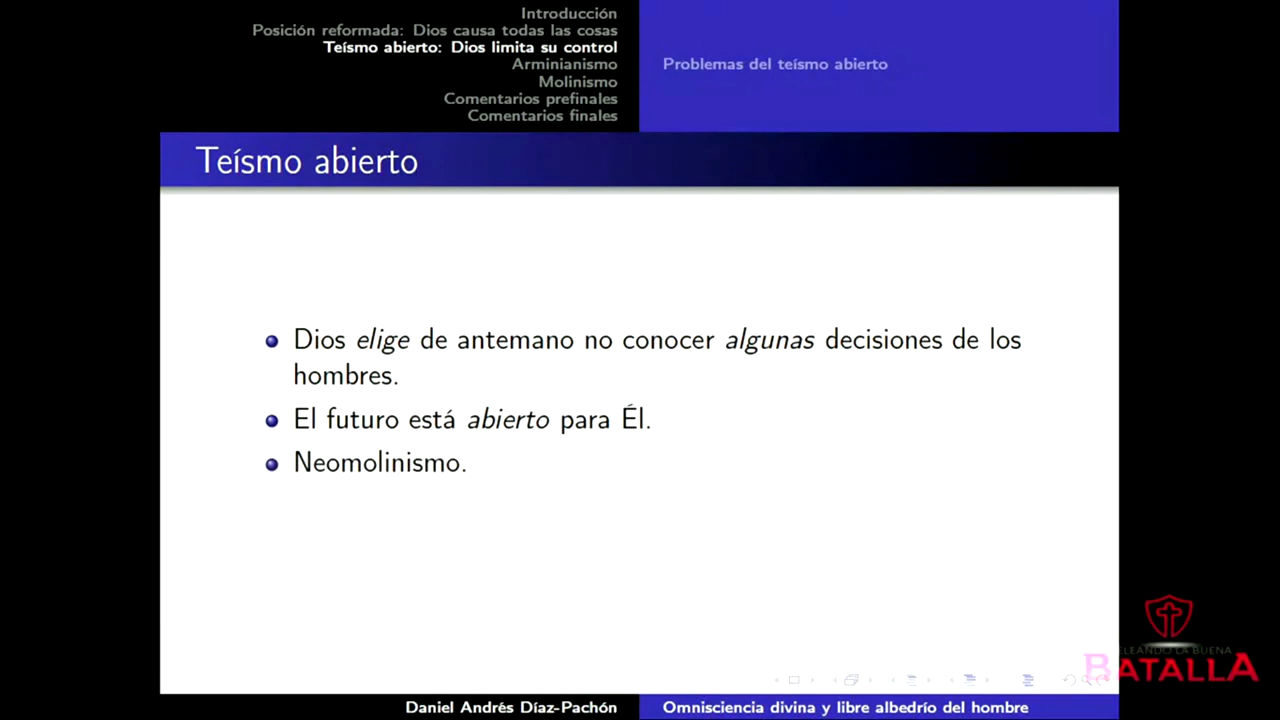 Introducción
Posición reformada: Dios causa todas las cosas
Teísmo abierto: Dios limita su control
Arminianismo
Molinismo
Comentarios prefinales
Comentarios finales
Problemas del teísmo abierto
Teísmo abierto
Dios elige de antemano no conocer algunas decisiones de los
hombres.
El futuro está abierto para Él.
Neomolinismo.
LA BUENA
BATALLA
Daniel Andrés Díaz-Pachón
Omnisciencia divina y libre albedrío del hombre